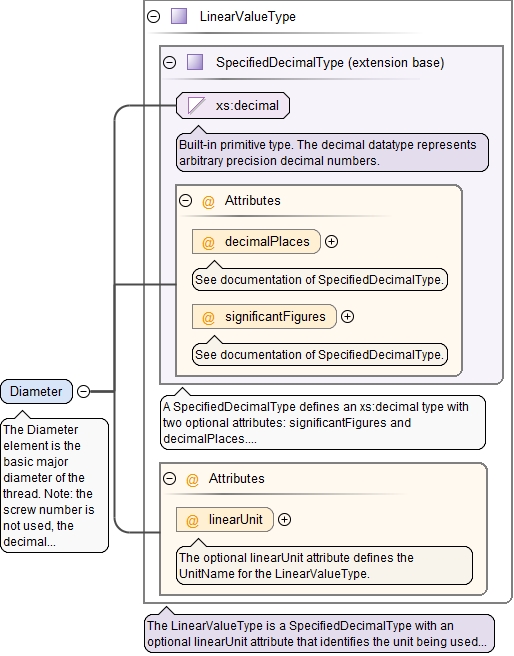 LinearValueType
SpecifiedDecimalType (extension base)
xs:decimal
Built-in primitive type. The decimal datatype represents
arbitrary precision decimal numbers.
@ Attributes
@ decimalPlaces
See documentation of SpecifiedDecimalType.
@ significantFigures
See documentation of SpecifiedDecimalType.
A SpecifiedDecimalType defines an xs:decimal type with
two optional attributes: significantFigures and
decimalPlaces....
Diameter
The Diameter
element is the
basic major
diameter of the
thread. Note: the
screw number is
not used, the
decimal...
@ Attributes
@ linearUnit
The optional linearUnit attribute defines the
UnitName for the LinearValueType.
The LinearValueType is a SpecifiedDecimalType with an
optional linearUnit attribute that identifies the unit being used...